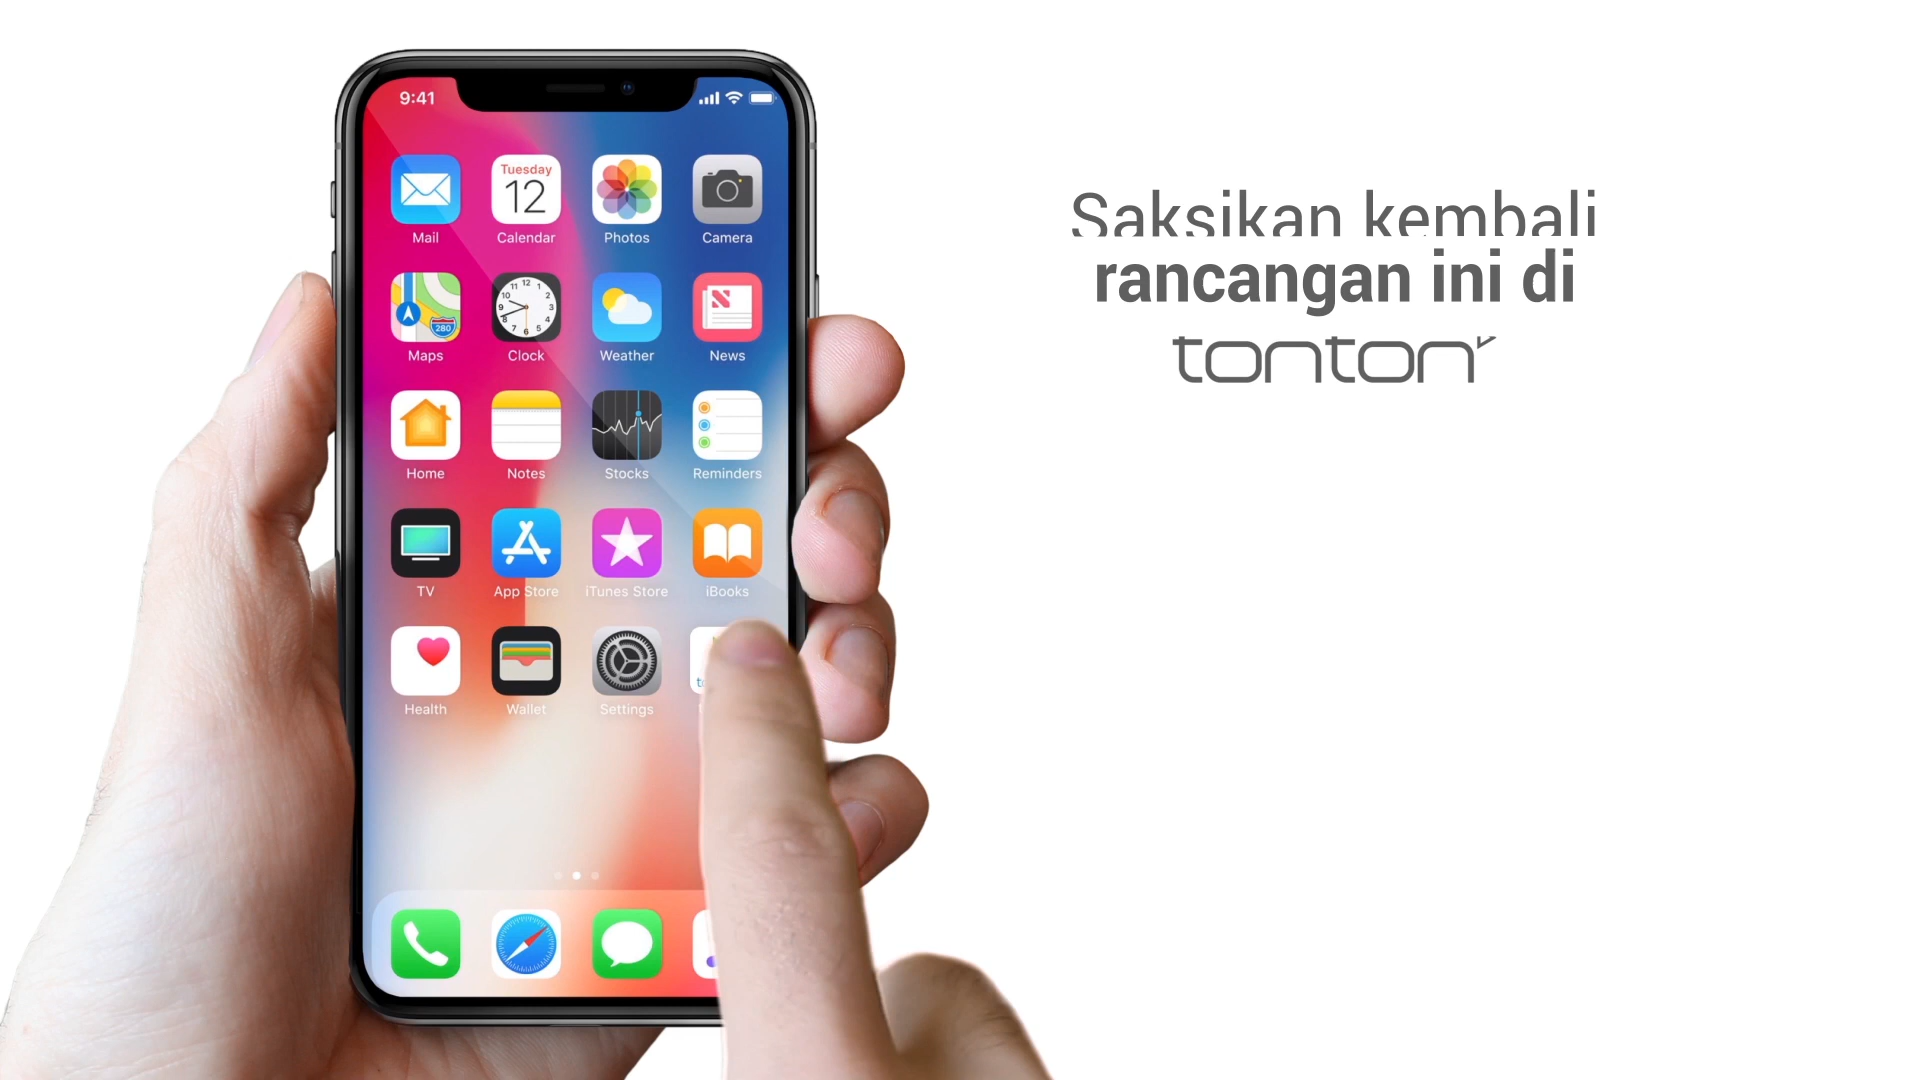 9:41
Tuesday
12
Mail Calendar Photos Camera
280
Maps Clock Weather News
Home Notes Stocks Reminders
TV App Store iTunes Store iBooks
Health Wallet Settings
Saksikan kembali
rancangan ini di
tonton